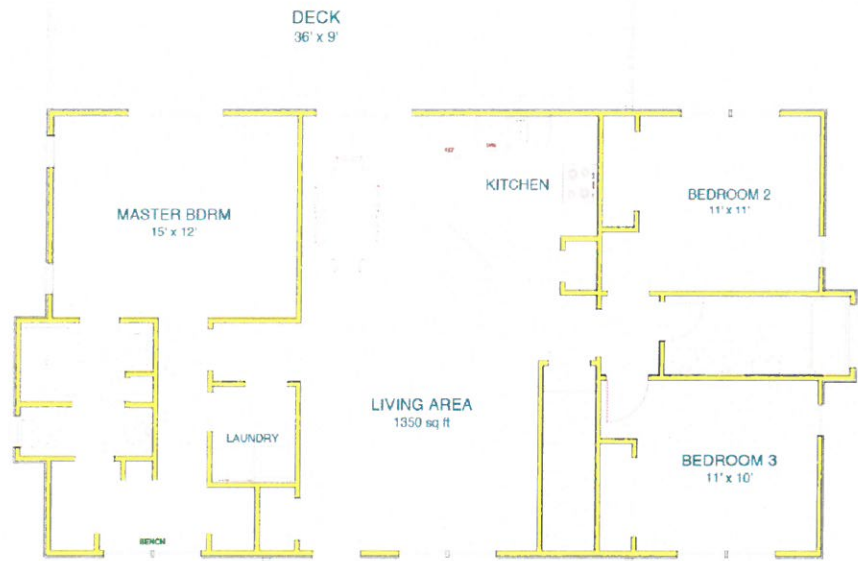 DECK
36' x 9'
KITCHEN
MASTER BDRM
15' x 12'
BEDROOM 2
11' x 11'
LIVING AREA
1350 sq ft
LAUNDRY
BEDROOM 3
11' x 10'
BENCH